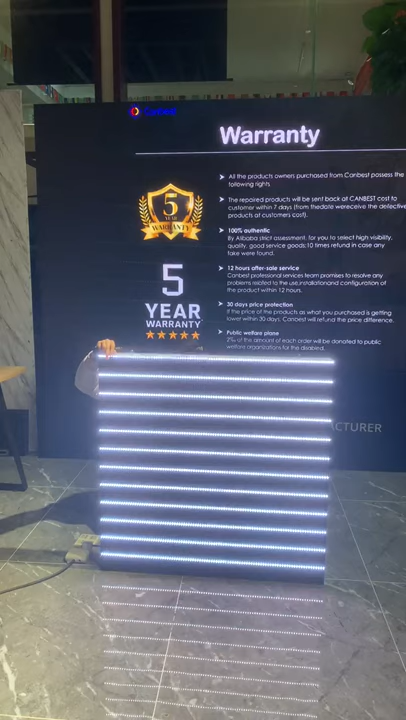 Canbest
Warranty
All the products owners purchased from Canbest possess the
following rights
The repaired products will be sent back at CANBEST cost to
customer within 7 days (from thedate wereceive the defective
products at customers cost).
100% authentic
By Alibaba strict assessment, for you to select high visibility,
quality, good service goods;10 times refund in case any
fake were found.
12 hours after-sale service
Canbest professional services team promises to resolve any
problems related to the use,installationand configuration of
the product within 12 hours.
30 days price protection
If the price of the products as what you purchased is getting
lower within 30 days, Canbest will refund the price difference.
Public welfare plane
2‰ of the amount of each order will be donated to public
welfare organizations for the disabled.
5
YEAR
WARRANTY
5
YEAR
WARRANTY
ACTURER